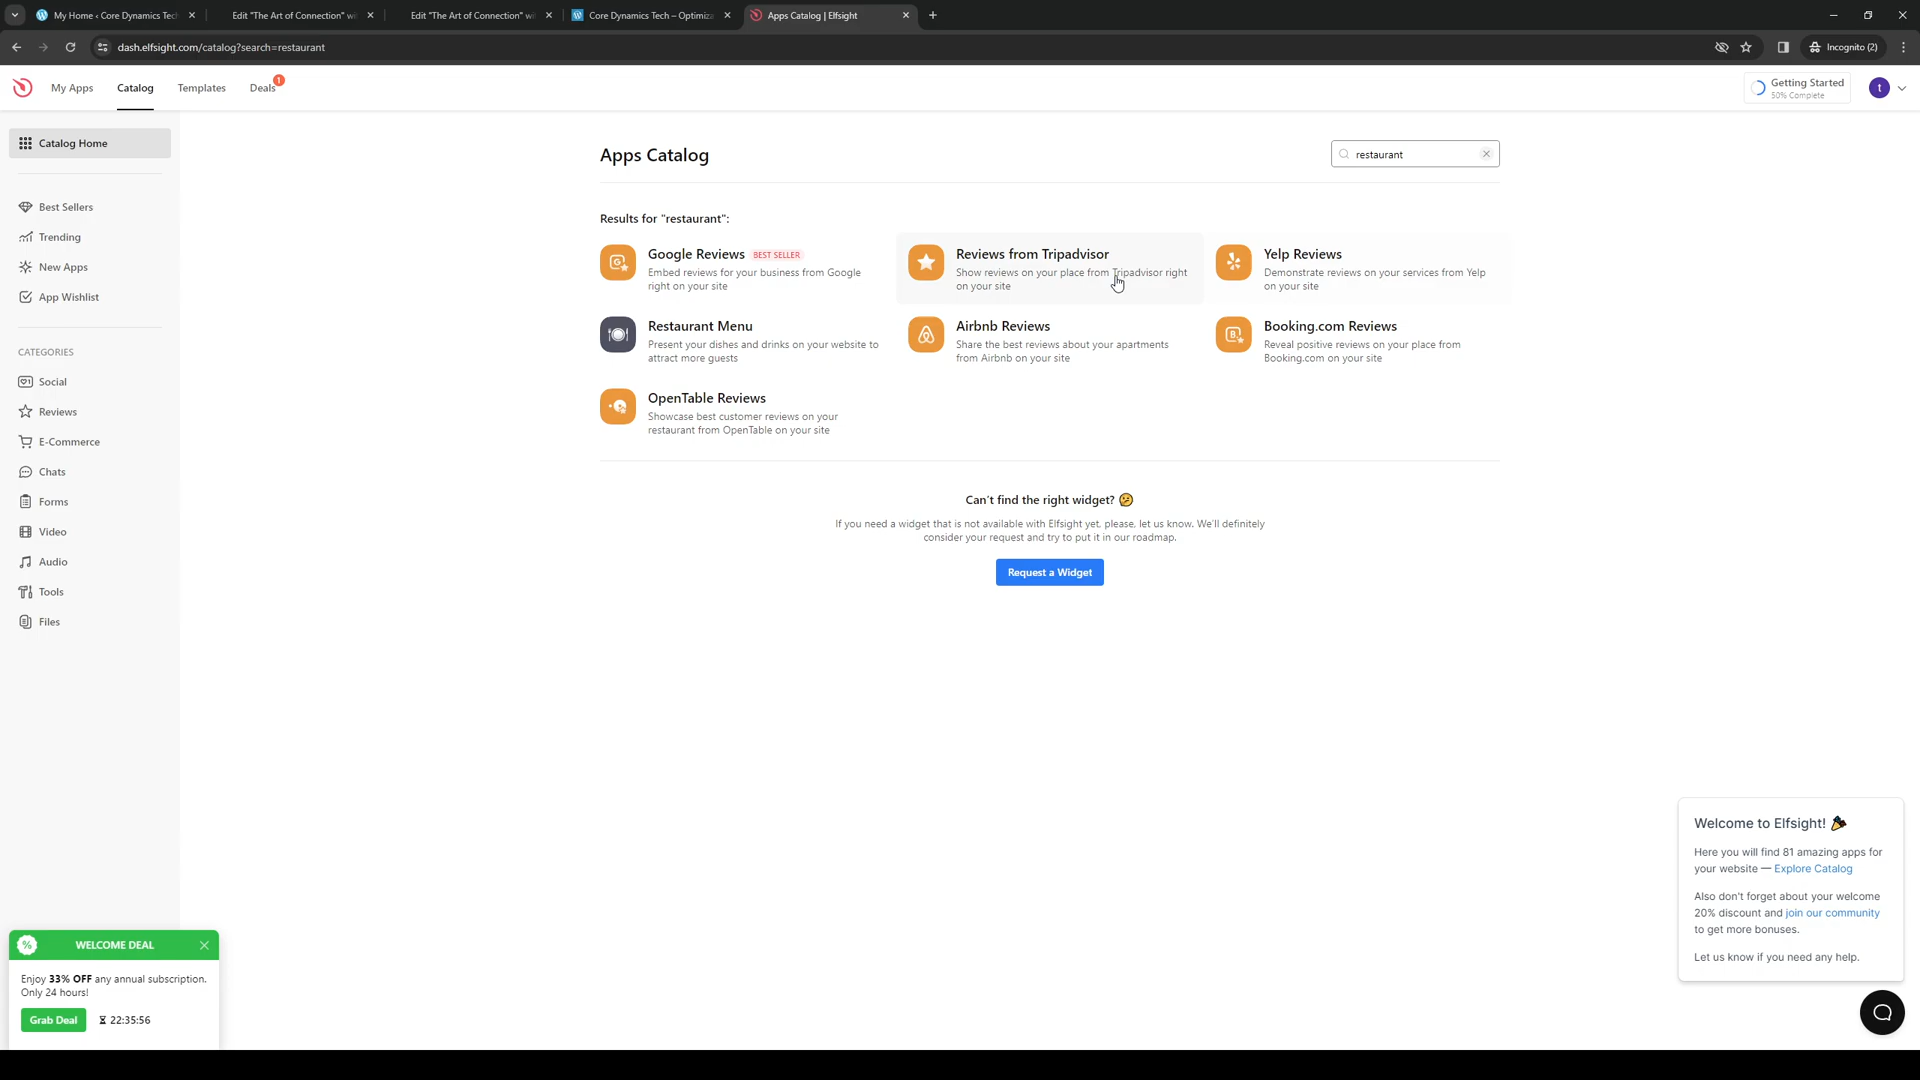 My Home ‹ Core Dynamics Tech
Edit "The Art of Connection" wi
Edit "The Art of Connection" wi
Core Dynamics Tech – Optimiza
Apps Catalog | Elfsight
dash.elfsight.com/catalog?search=restaurant
Incognito (2)
My Apps
Catalog
Templates
Deals
1
Getting Started
50% Complete
t
Catalog Home
Best Sellers
Trending
New Apps
App Wishlist
CATEGORIES
Social
Reviews
E-Commerce
Chats
Forms
Video
Audio
Tools
Files
Apps Catalog
restaurant
Results for "restaurant":
Google Reviews BEST SELLER
Embed reviews for your business from Google
right on your site
Reviews from Tripadvisor
Show reviews on your place from Tripadvisor right
on your site
Yelp Reviews
Demonstrate reviews on your services from Yelp
on your site
Restaurant Menu
Present your dishes and drinks on your website to
attract more guests
Airbnb Reviews
Share the best reviews about your apartments
from Airbnb on your site
Booking.com Reviews
Reveal positive reviews on your place from
Booking.com on your site
OpenTable Reviews
Showcase best customer reviews on your
restaurant from OpenTable on your site
Can't find the right widget? 🤔
If you need a widget that is not available with Elfsight yet, please, let us know. We'll definitely
consider your request and try to put it in our roadmap.
Request a Widget
WELCOME DEAL
Enjoy 33% OFF any annual subscription.
Only 24 hours!
Grab Deal
22:35:56
Welcome to Elfsight! 🎉
Here you will find 81 amazing apps for
your website — Explore Catalog
Also don't forget about your welcome
20% discount and join our community
to get more bonuses.
Let us know if you need any help.